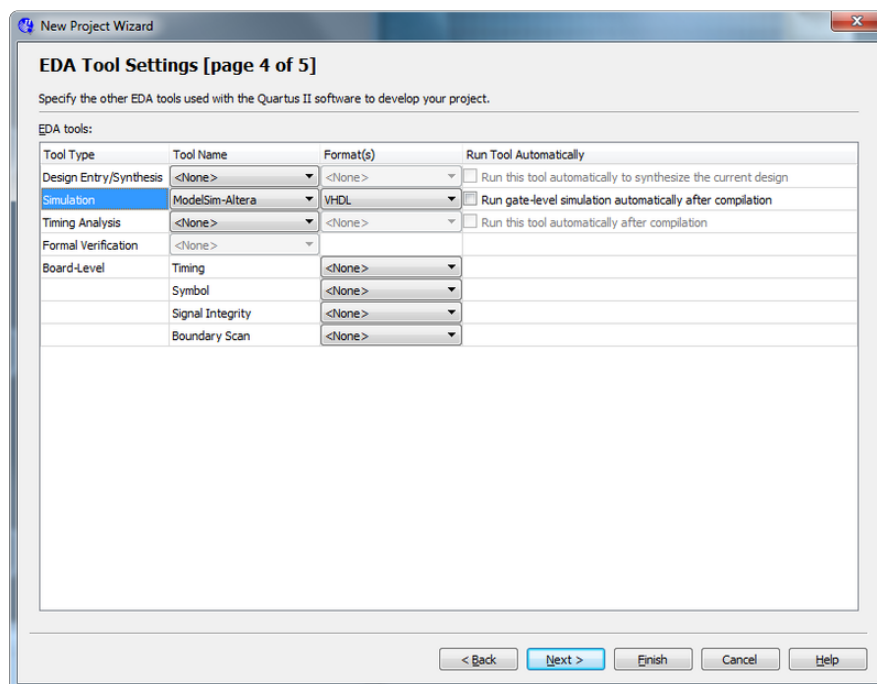 New Project Wizard
EDA Tool Settings [page 4 of 5]
Specify the other EDA tools used with the Quartus II software to develop your project.
EDA tools:
Tool Type Tool Name Format(s) Run Tool Automatically
Design Entry/Synthesis <None> <None> Run this tool automatically to synthesize the current design
Simulation ModelSim-Altera VHDL Run gate-level simulation automatically after compilation
Timing Analysis <None> <None> Run this tool automatically after compilation
Formal Verification <None>
Board-Level Timing <None>
Symbol <None>
Signal Integrity <None>
Boundary Scan <None>
< Back Next > Finish Cancel Help